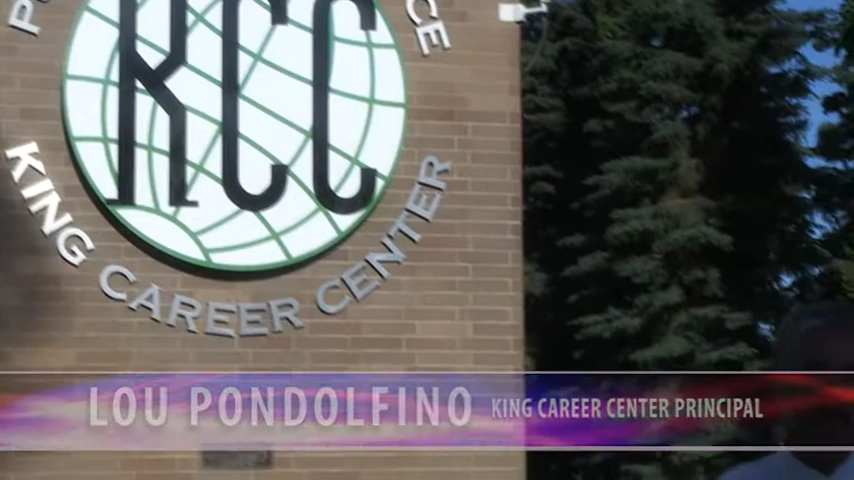 KCC
KING CAREER CENTER
LOU PONDOLFINO KING CAREER CENTER PRINCIPAL